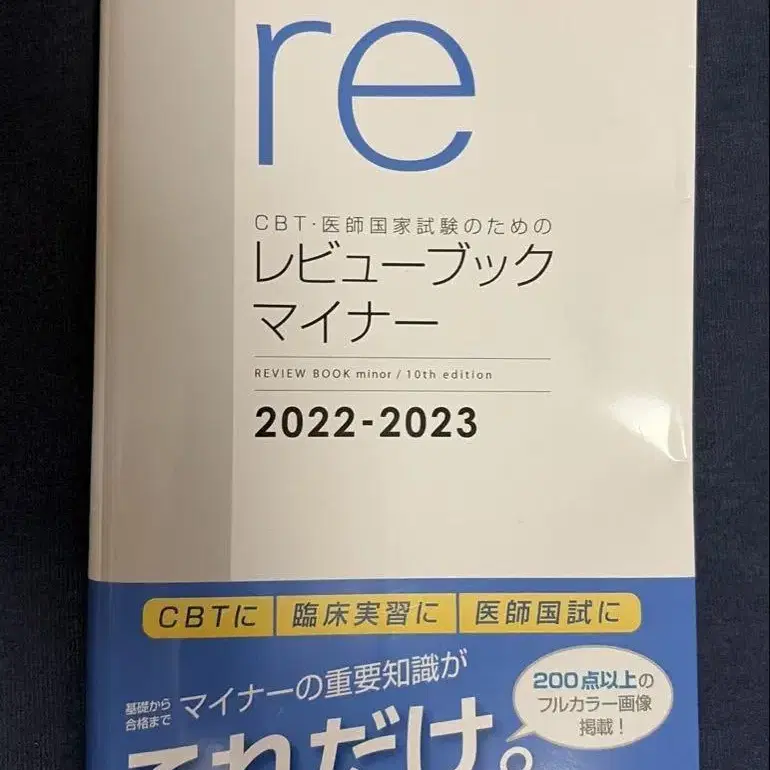 re
CBT・医師国家試験のための
レビューブック
マイナー
REVIEW BOOK minor / 10th edition
2022-2023
CBTに 臨床実習に 医師国試に
基礎から
合格まで
マイナーの重要知識が
これだけ。
200点以上の
フルカラー画像
掲載!